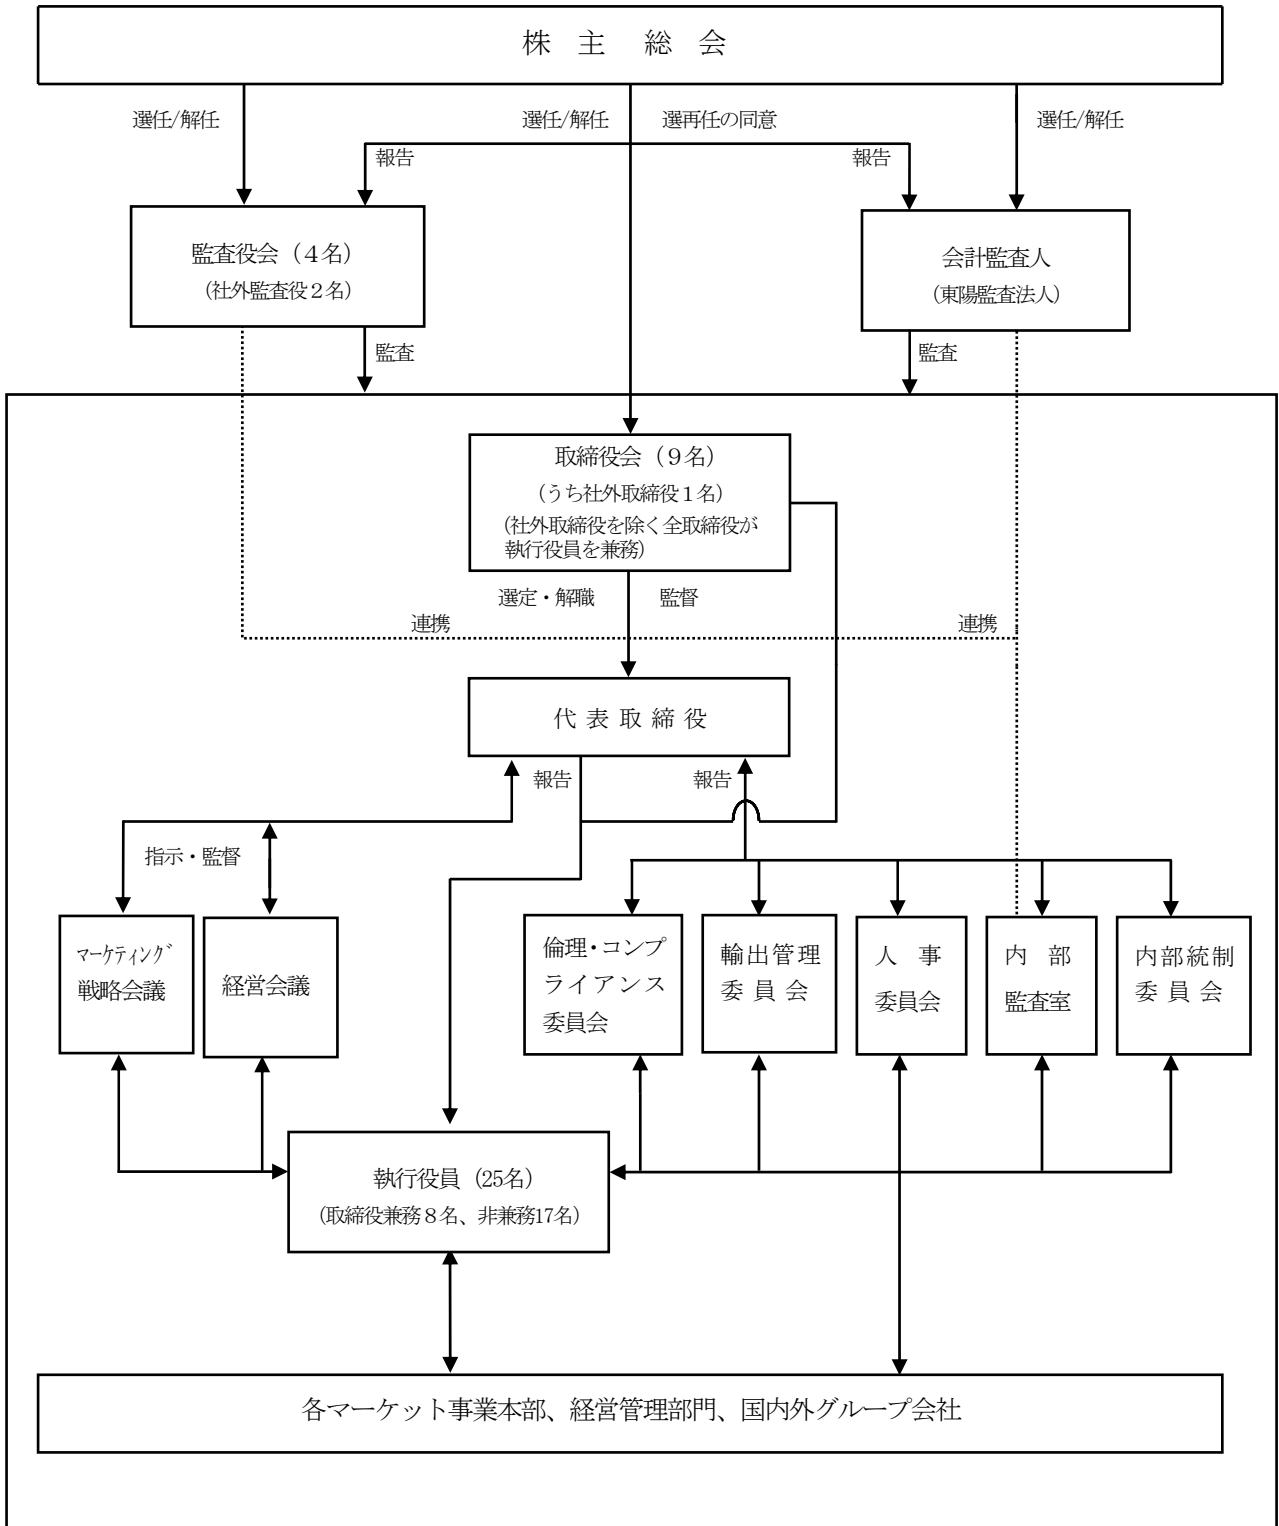 株　主　総　会
選任/解任
選任/解任
選再任の同意
選任/解任
報告
報告
監査役会（４名）
（社外監査役２名）
会計監査人
（東陽監査法人）
監査
監査
取締役会（９名）
（うち社外取締役１名）
（社外取締役を除く全取締役が
執行役員を兼務）
選定・解職
監督
連携
連携
代 表 取 締 役
報告
報告
指示・監督
ﾏｰｹﾃｨﾝｸﾞ
戦略会議
経営会議
倫理・コンプ
ライアンス
委員会
輸出管理
委 員 会
人　事
委員会
内　部
監査室
内部統制
委 員 会
執行役員（25名）
（取締役兼務８名、非兼務17名）
各マーケット事業本部、経営管理部門、国内外グループ会社